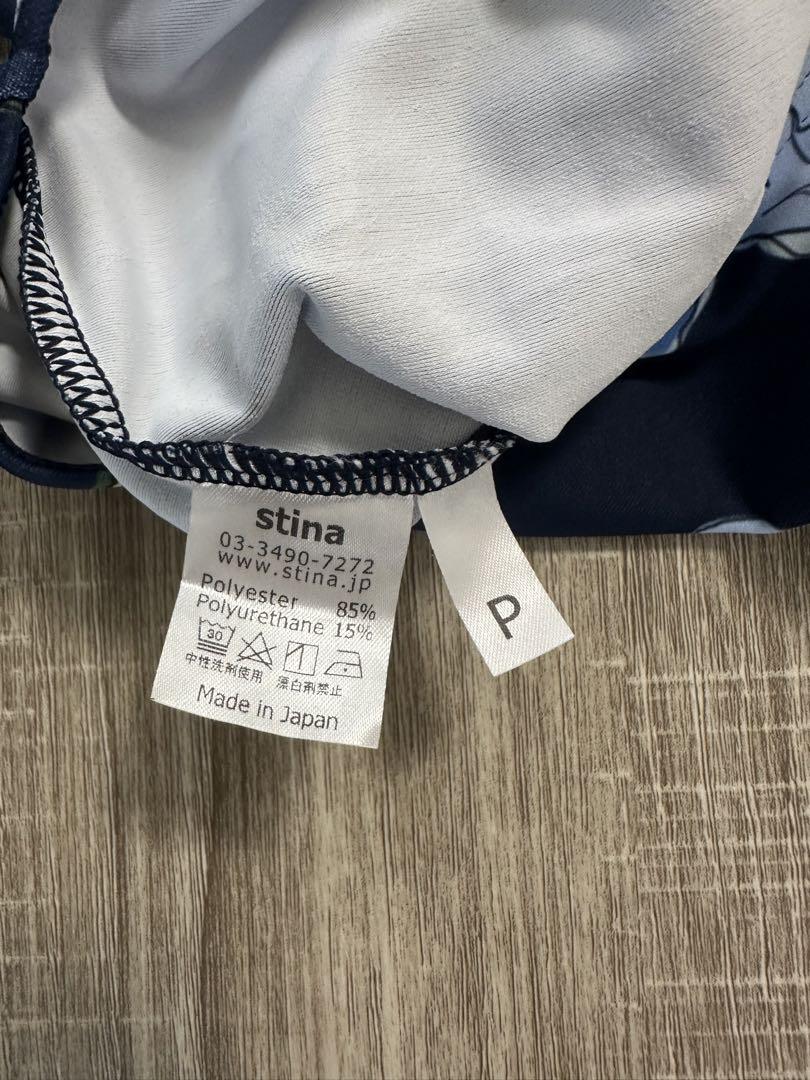 stina
03-3490-7272
www.stina.jp
Polyester 85%
Polyurethane 15%
30
中性洗剤使用 漂白剤禁止
Made in Japan
P